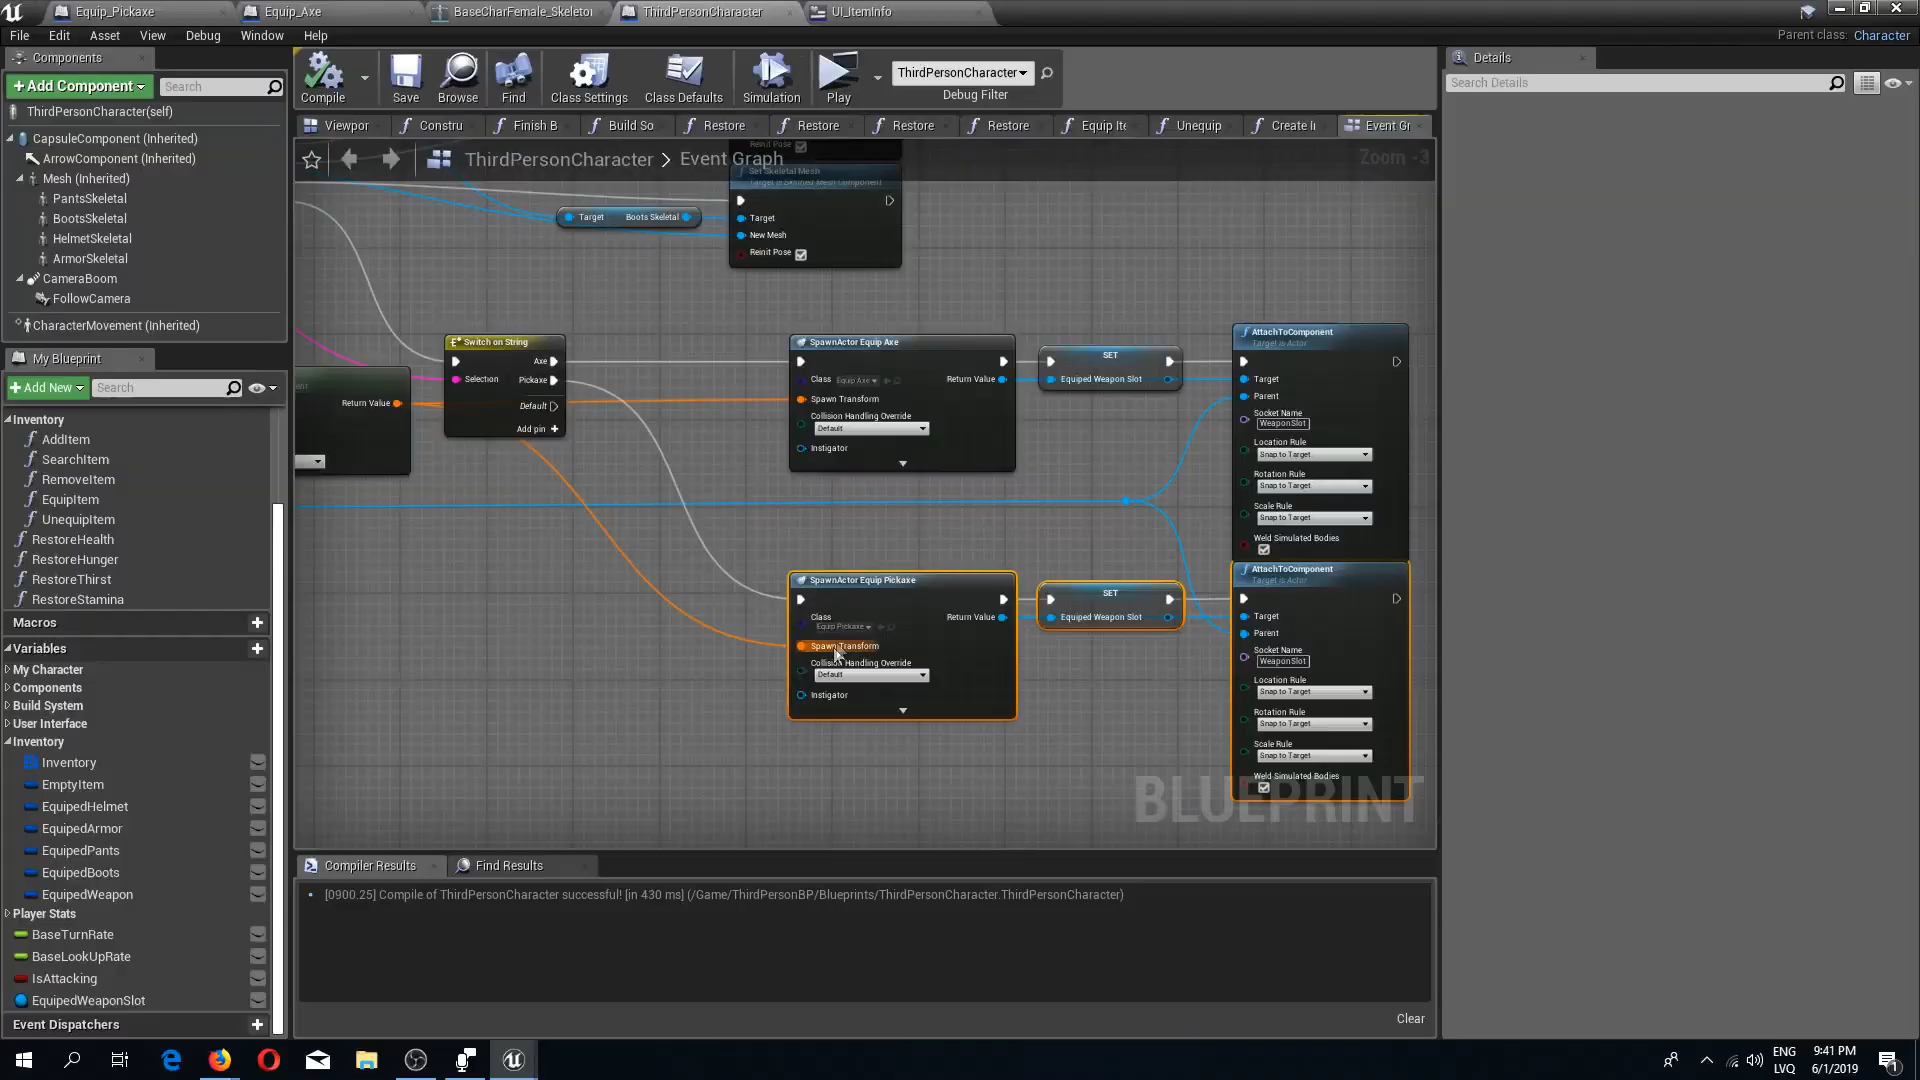 Equip_Pickaxe
Equip_Axe
BaseCharFemale_Skeleton
ThirdPersonCharacter
UI_ItemInfo
File
Edit
Asset
View
Debug
Window
Help
Parent class: Character
Components
+Add Component
Search
ThirdPersonCharacter(self)
CapsuleComponent (Inherited)
ArrowComponent (Inherited)
Mesh (Inherited)
PantsSkeletal
BootsSkeletal
HelmetSkeletal
ArmorSkeletal
CameraBoom
FollowCamera
CharacterMovement (Inherited)
My Blueprint
+Add New
Search
Inventory
AddItem
SearchItem
RemoveItem
EquipItem
UnequipItem
RestoreHealth
RestoreHunger
RestoreThirst
RestoreStamina
Macros
Variables
My Character
Components
Build System
User Interface
Inventory
Inventory
EmptyItem
EquipedHelmet
EquipedArmor
EquipedPants
EquipedBoots
EquipedWeapon
Player Stats
BaseTurnRate
BaseLookUpRate
IsAttacking
EquipedWeaponSlot
Event Dispatchers
Compile
Save
Browse
Find
Class Settings
Class Defaults
Simulation
Play
ThirdPersonCharacter
Debug Filter
Viewpor
Constru
Finish B
Build So
Restore
Restore
Restore
Restore
Equip Ite
Unequip
Create I
Event Gr
ThirdPersonCharacter > Event Graph
Zoom -3
Reinit Pose
Set Skeletal Mesh
Target is Skinned Mesh Component
Target
New Mesh
Reinit Pose
Target Boots Skeletal
Return Value
Switch on String
Axe
Selection
Pickaxe
Default
Add pin +
SpawnActor Equip Axe
Class
Equip Axe
Return Value
Spawn Transform
Collision Handling Override
Default
Instigator
SET
Equiped Weapon Slot
AttachToComponent
Target is Actor
Target
Parent
Socket Name
WeaponSlot
Location Rule
Snap to Target
Rotation Rule
Snap to Target
Scale Rule
Snap to Target
Weld Simulated Bodies
SpawnActor Equip Pickaxe
Class
Equip Pickaxe
Return Value
Spawn Transform
Collision Handling Override
Default
Instigator
SET
Equiped Weapon Slot
AttachToComponent
Target is Actor
Target
Parent
Socket Name
WeaponSlot
Location Rule
Snap to Target
Rotation Rule
Snap to Target
Scale Rule
Snap to Target
Weld Simulated Bodies
BLUEPRINT
Compiler Results
Find Results
[0900.25] Compile of ThirdPersonCharacter successful! [in 430 ms] (/Game/ThirdPersonBP/Blueprints/ThirdPersonCharacter.ThirdPersonCharacter)
Clear
Details
Search Details
ENG
LVQ
9:41 PM
6/1/2019
1